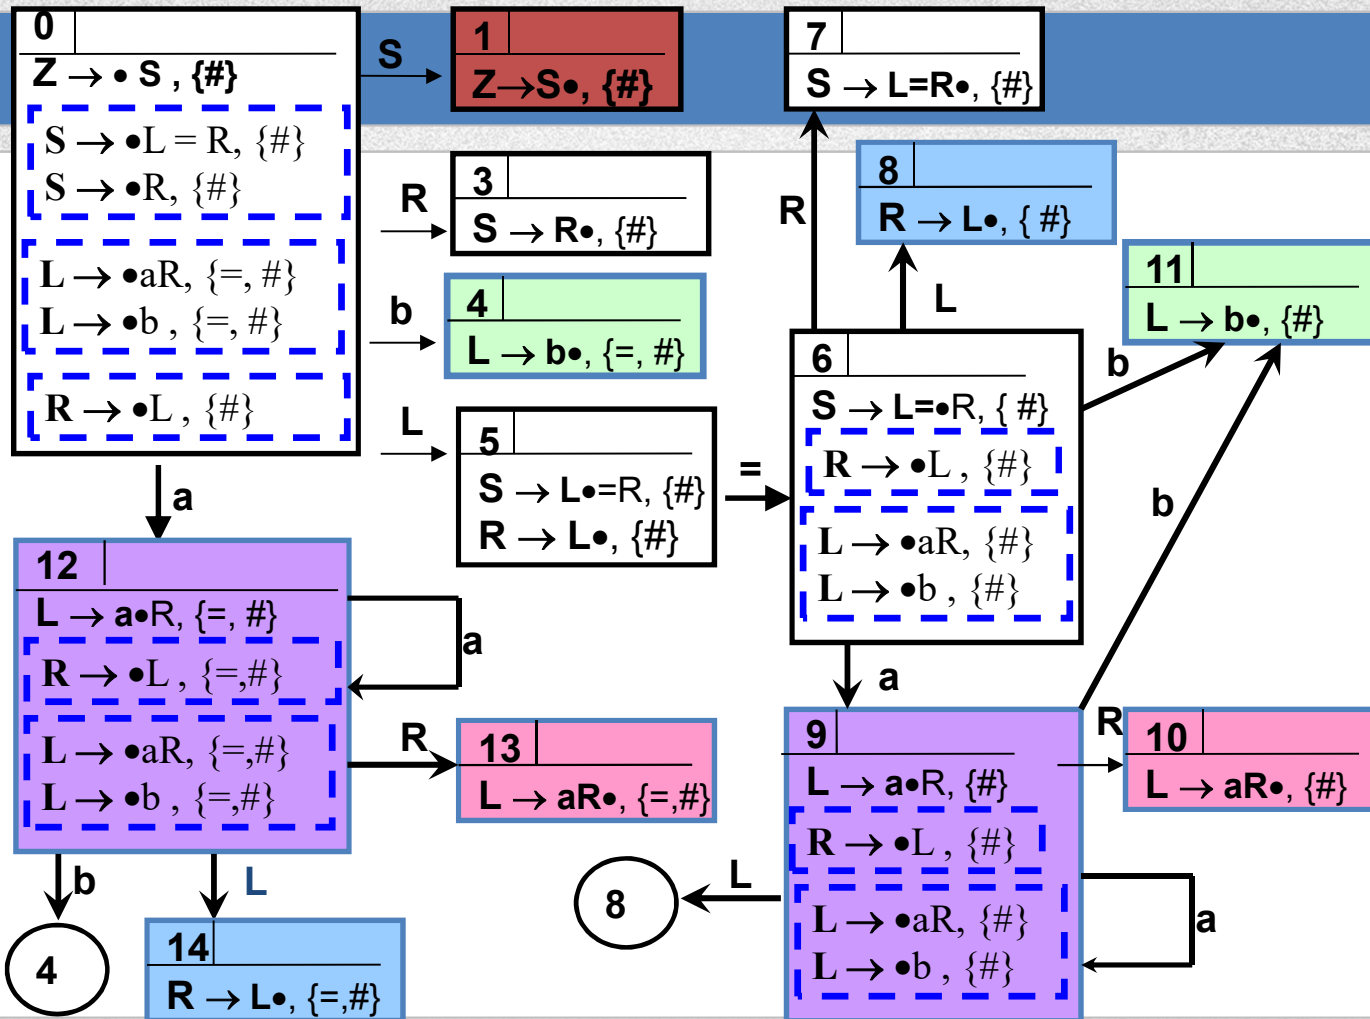 0
Z → • S , {#}
S → •L = R, {#}
S → •R, {#}
L → •aR, {=, #}
L → •b , {=, #}
R → •L , {#}
S
1
Z→S•, {#}
R
3
S → R•, {#}
b
4
L → b•, {=, #}
L
5
S → L•=R, {#}
R → L•, {#}
=
6
S → L=•R, { #}
R → •L , {#}
L → •aR, {#}
L → •b , {#}
R
7
S → L=R•, {#}
L
8
R → L•, { #}
b
11
L → b•, {#}
b
a
12
L → a•R, {=, #}
R → •L , {=,#}
L → •aR, {=,#}
L → •b , {=,#}
a
R
13
L → aR•, {=,#}
b
4
L
14
R → L•, {=,#}
a
9
L → a•R, {#}
R → •L , {#}
L → •aR, {#}
L → •b , {#}
R
10
L → aR•, {#}
L
8
a